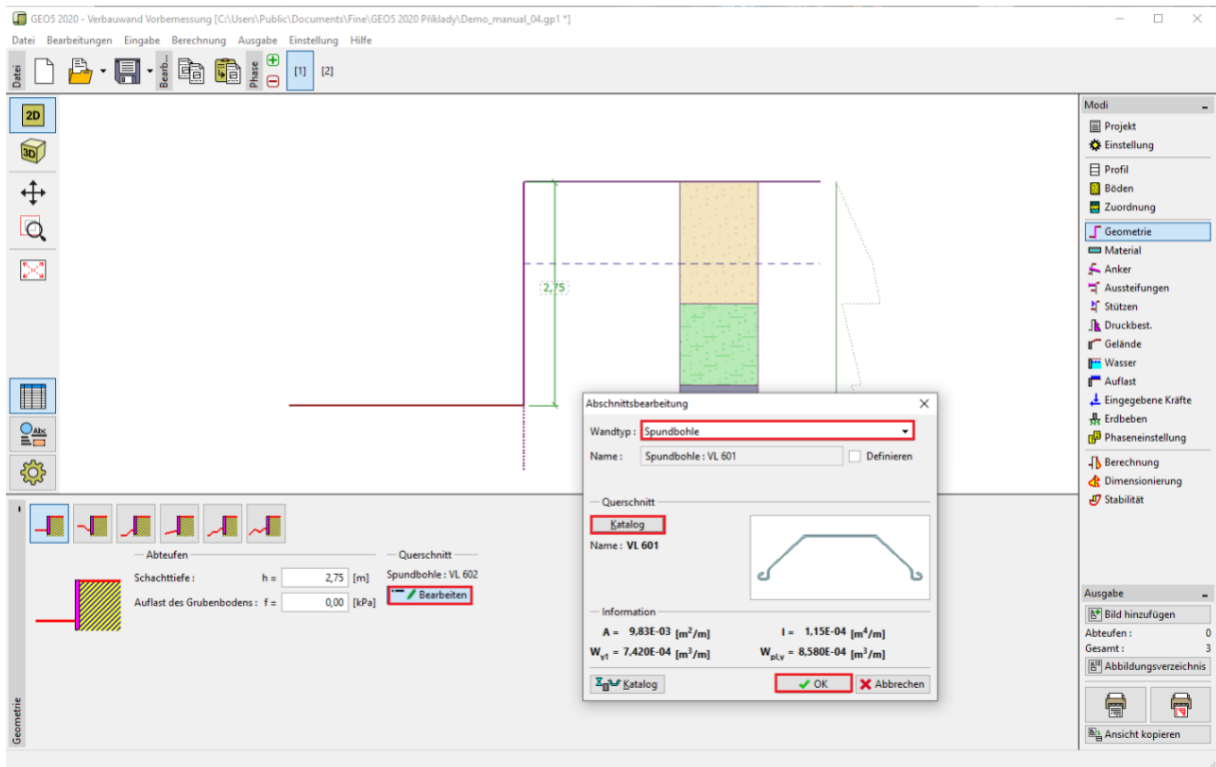 GEO5 2020 - Verbauwand Vorbemessung [C:\Users\Public\Documents\Fine\GEO5 2020 Příklady\Demo_manual_04.gp1 *]
Datei Bearbeitungen Eingabe Berechnung Ausgabe Einstellung Hilfe
Datei
Bearb...
Phase
[1] [2]
2D
3D
Abc
2,75
Modi
Projekt
Einstellung
Profil
Böden
Zuordnung
Geometrie
Material
Anker
Aussteifungen
Stützen
Druckbest.
Gelände
Wasser
Auflast
Eingegebene Kräfte
Erdbeben
Phaseneinstellung
Berechnung
Dimensionierung
Stabilität
Abschnittsbearbeitung
Wandtyp : Spundbohle
Name : Spundbohle : VL 601 Definieren
Querschnitt
Katalog
Name : VL 601
Information
A = 9,83E-03 [m²/m] I = 1,15E-04 [m⁴/m]
Wy1 = 7,420E-04 [m³/m] Wpl,y = 8,580E-04 [m³/m]
Katalog OK Abbrechen
Geometrie
Abteufen Querschnitt
Schachttiefe : h = 2,75 [m] Spundbohle : VL 602
Auflast des Grubenbodens : f = 0,00 [kPa] Bearbeiten
Ausgabe
Bild hinzufügen
Abteufen : 0
Gesamt : 3
Abbildungsverzeichnis
Ansicht kopieren